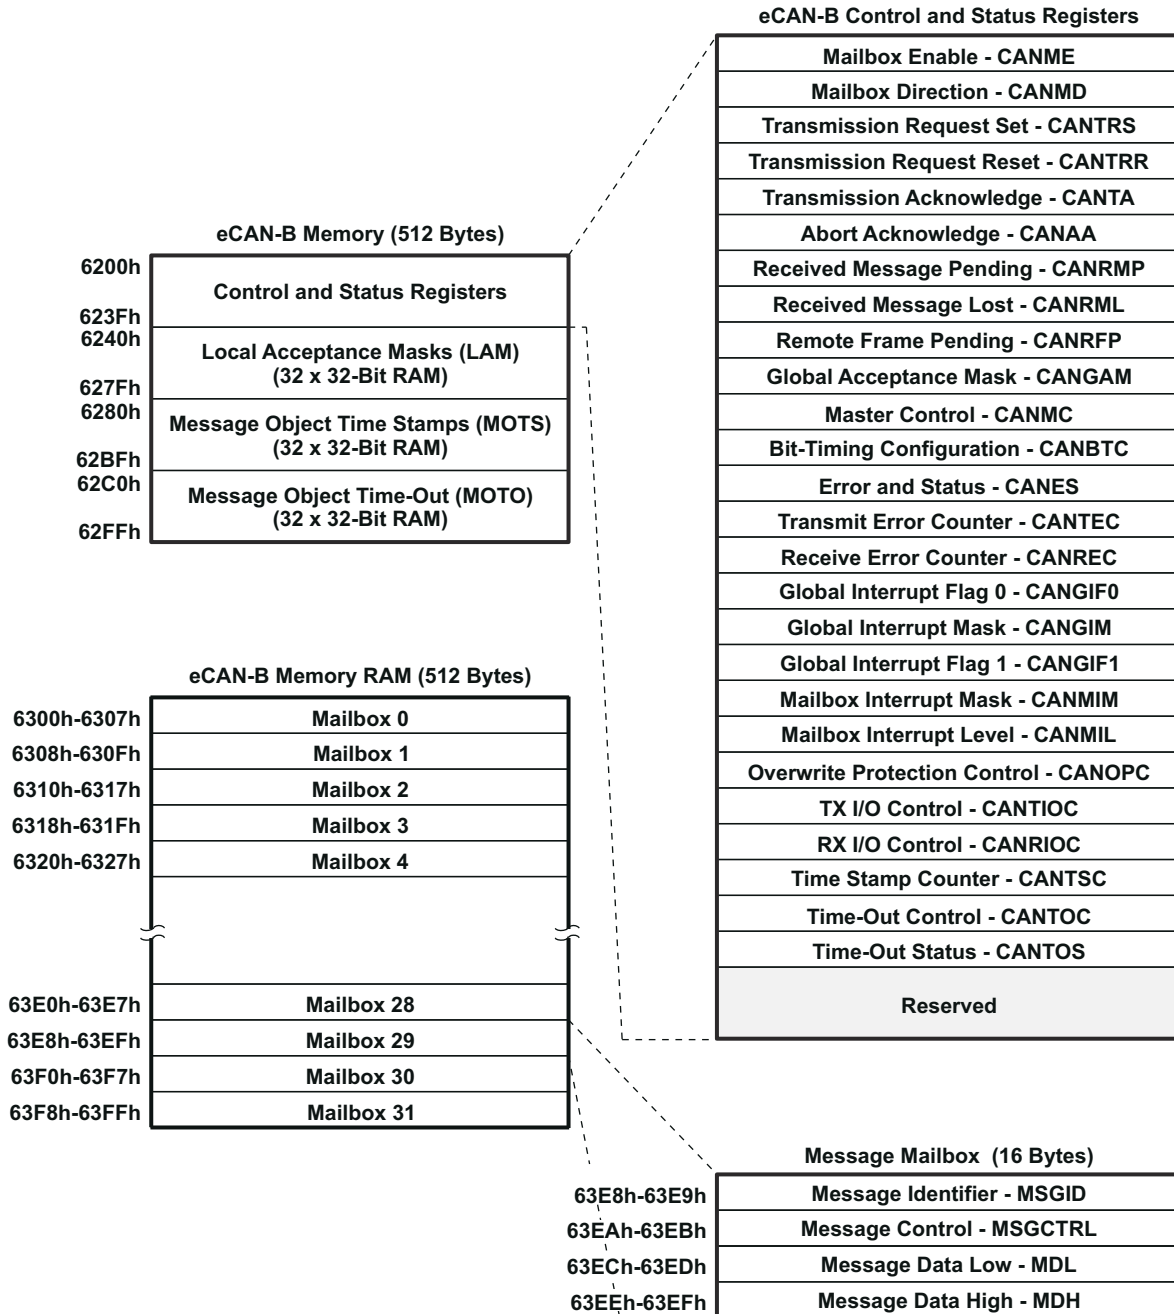 eCAN-B Control and Status Registers
Mailbox Enable - CANME
Mailbox Direction - CANMD
Transmission Request Set - CANTRS
Transmission Request Reset - CANTRR
Transmission Acknowledge - CANTA
Abort Acknowledge - CANAA
Received Message Pending - CANRMP
Received Message Lost - CANRML
Remote Frame Pending - CANRFP
Global Acceptance Mask - CANGAM
Master Control - CANMC
Bit-Timing Configuration - CANBTC
Error and Status - CANES
Transmit Error Counter - CANTEC
Receive Error Counter - CANREC
Global Interrupt Flag 0 - CANGIF0
Global Interrupt Mask - CANGIM
Global Interrupt Flag 1 - CANGIF1
Mailbox Interrupt Mask - CANMIM
Mailbox Interrupt Level - CANMIL
Overwrite Protection Control - CANOPC
TX I/O Control - CANTIOC
RX I/O Control - CANRIOC
Time Stamp Counter - CANTSC
Time-Out Control - CANTOC
Time-Out Status - CANTOS
Reserved
eCAN-B Memory (512 Bytes)
6200h
Control and Status Registers
623Fh
6240h
Local Acceptance Masks (LAM)
(32 x 32-Bit RAM)
627Fh
6280h
Message Object Time Stamps (MOTS)
(32 x 32-Bit RAM)
62BFh
62C0h
Message Object Time-Out (MOTO)
(32 x 32-Bit RAM)
62FFh
eCAN-B Memory RAM (512 Bytes)
6300h-6307h Mailbox 0
6308h-630Fh Mailbox 1
6310h-6317h Mailbox 2
6318h-631Fh Mailbox 3
6320h-6327h Mailbox 4
63E0h-63E7h Mailbox 28
63E8h-63EFh Mailbox 29
63F0h-63F7h Mailbox 30
63F8h-63FFh Mailbox 31
Message Mailbox (16 Bytes)
63E8h-63E9h Message Identifier - MSGID
63EAh-63EBh Message Control - MSGCTRL
63ECh-63EDh Message Data Low - MDL
63EEh-63EFh Message Data High - MDH